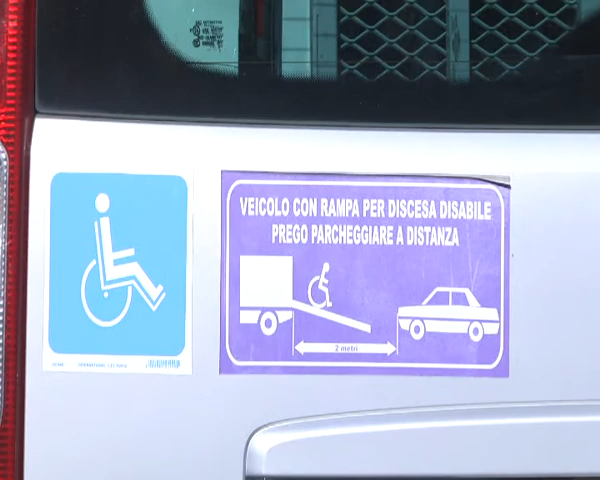 VEICOLO CON RAMPA PER DISCESA DISABILE
PREGO PARCHEGGIARE A DISTANZA
2 metri